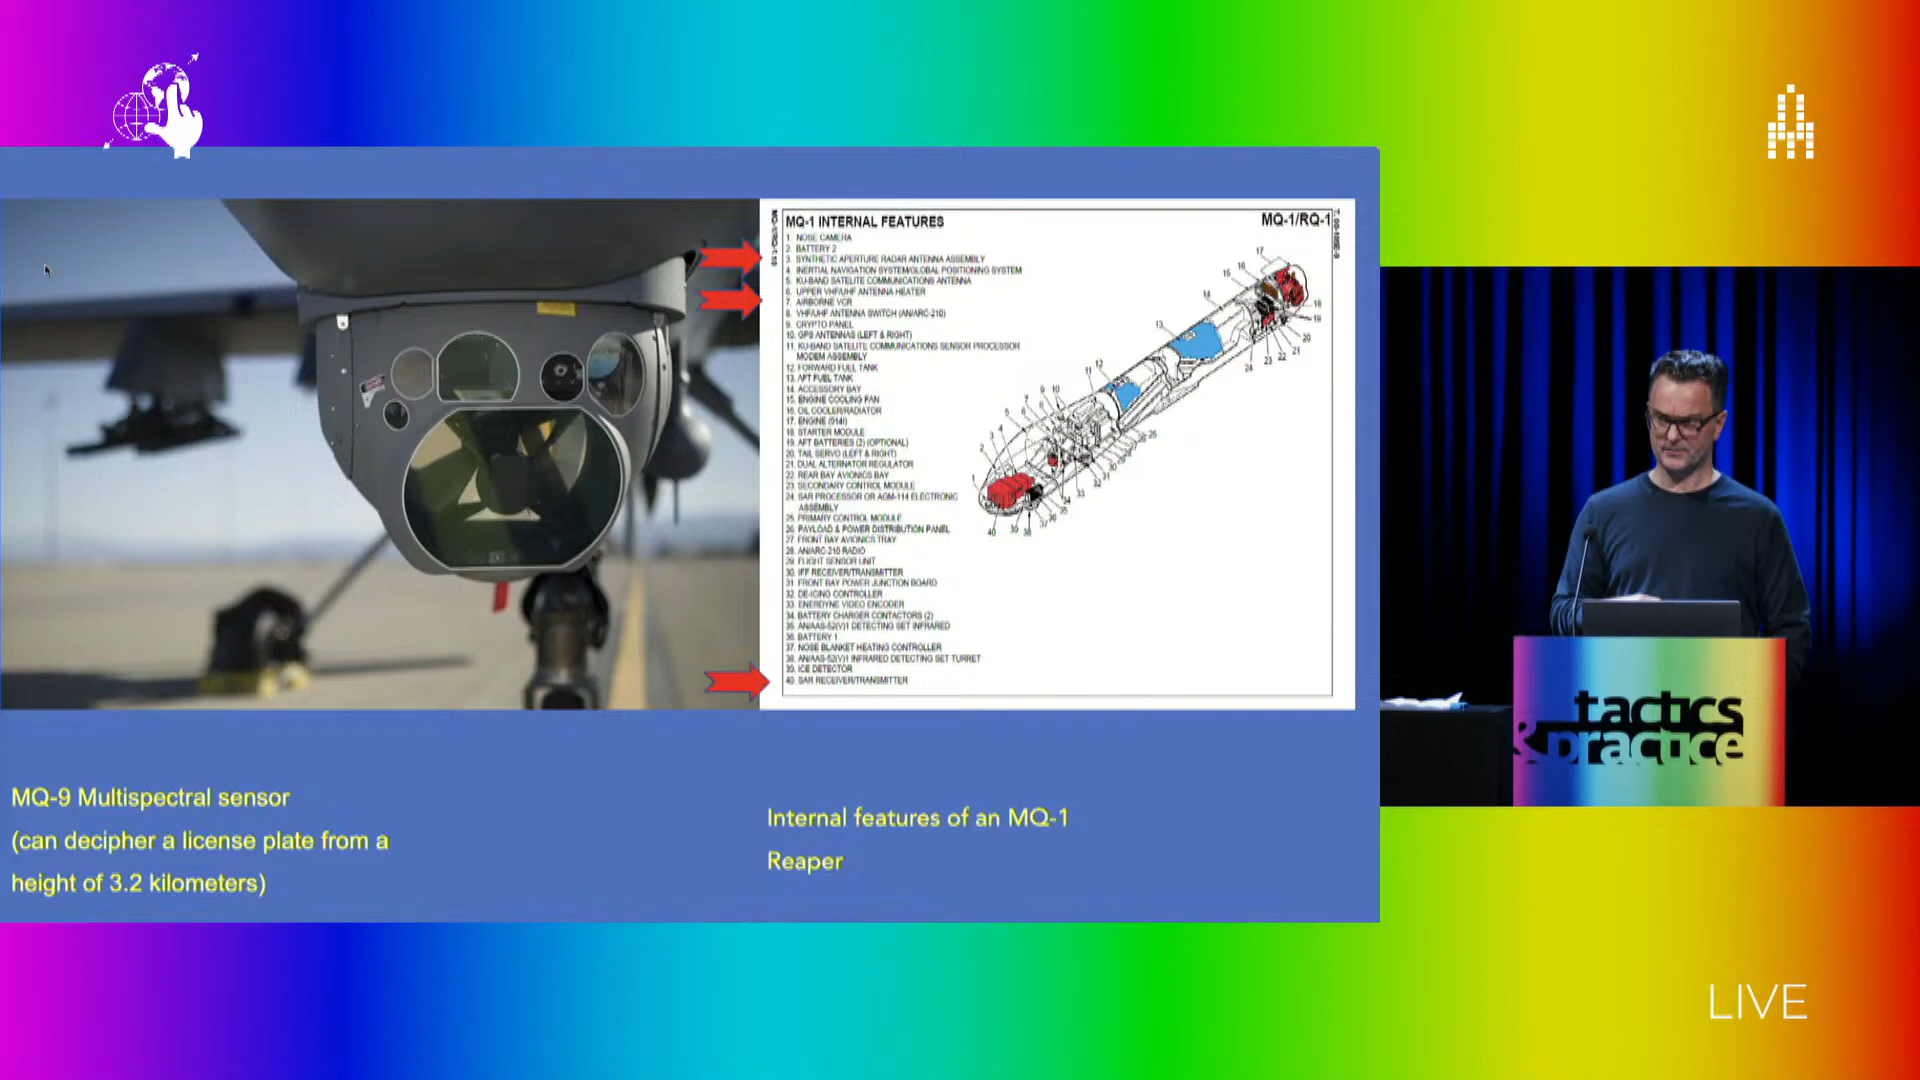 MQ-1 INTERNAL FEATURES
MQ-1/RQ-1
1. NOSE CAMERA
2. BATTERY 2
3. SYNTHETIC APERTURE RADAR ANTENNA ASSEMBLY
4. INERTIAL NAVIGATION SYSTEM/GLOBAL POSITIONING SYSTEM
5. KU-BAND SATELITE COMMUNICATIONS ANTENNA
6. UPPER VHF/UHF ANTENNA HEATER
7. AIRBORNE VCR
8. VHF/UHF ANTENNA SWITCH (AN/ARC-210)
9. CRYPTO PANEL
10. GPS ANTENNAS (LEFT & RIGHT)
11. KU-BAND SATELITE COMMUNICATIONS SENSOR PROCESSOR
MODEM ASSEMBLY
12. FORWARD FUEL TANK
13. AFT FUEL TANK
14. ACCESSORY BAY
15. ENGINE COOLING FAN
16. OIL COOLER/RADIATOR
17. ENGINE (914)
18. STARTER MODULE
19. AFT BATTERIES (2) (OPTIONAL)
20. TAIL SERVO (LEFT & RIGHT)
21. DUAL ALTERNATOR REGULATOR
22. REAR BAY AVIONICS BAY
23. SECONDARY CONTROL MODULE
24. SAR PROCESSOR OR AGM-114 ELECTRONIC
ASSEMBLY
25. PRIMARY CONTROL MODULE
26. PAYLOAD & POWER DISTRIBUTION PANEL
27. FRONT BAY AVIONICS TRAY
28. AN/ARC-210 RADIO
29. FLIGHT SENSOR UNIT
30. IFF RECEIVER/TRANSMITTER
31. FRONT BAY POWER JUNCTION BOARD
32. DE-ICING CONTROLLER
33. ENERDYNE VIDEO ENCODER
34. BATTERY CHARGER CONTACTORS (2)
35. AN/AAS-52(V)1 DETECTING SET INFRARED
36. BATTERY 1
37. NOSE BLANKET HEATING CONTROLLER
38. AN/AAS-52(V)1 INFRARED DETECTING SET TURRET
39. ICE DETECTOR
40. SAR RECEIVER/TRANSMITTER
MQ-9 Multispectral sensor
(can decipher a license plate from a
height of 3.2 kilometers)
Internal features of an MQ-1
Reaper
tactics
& practice
LIVE